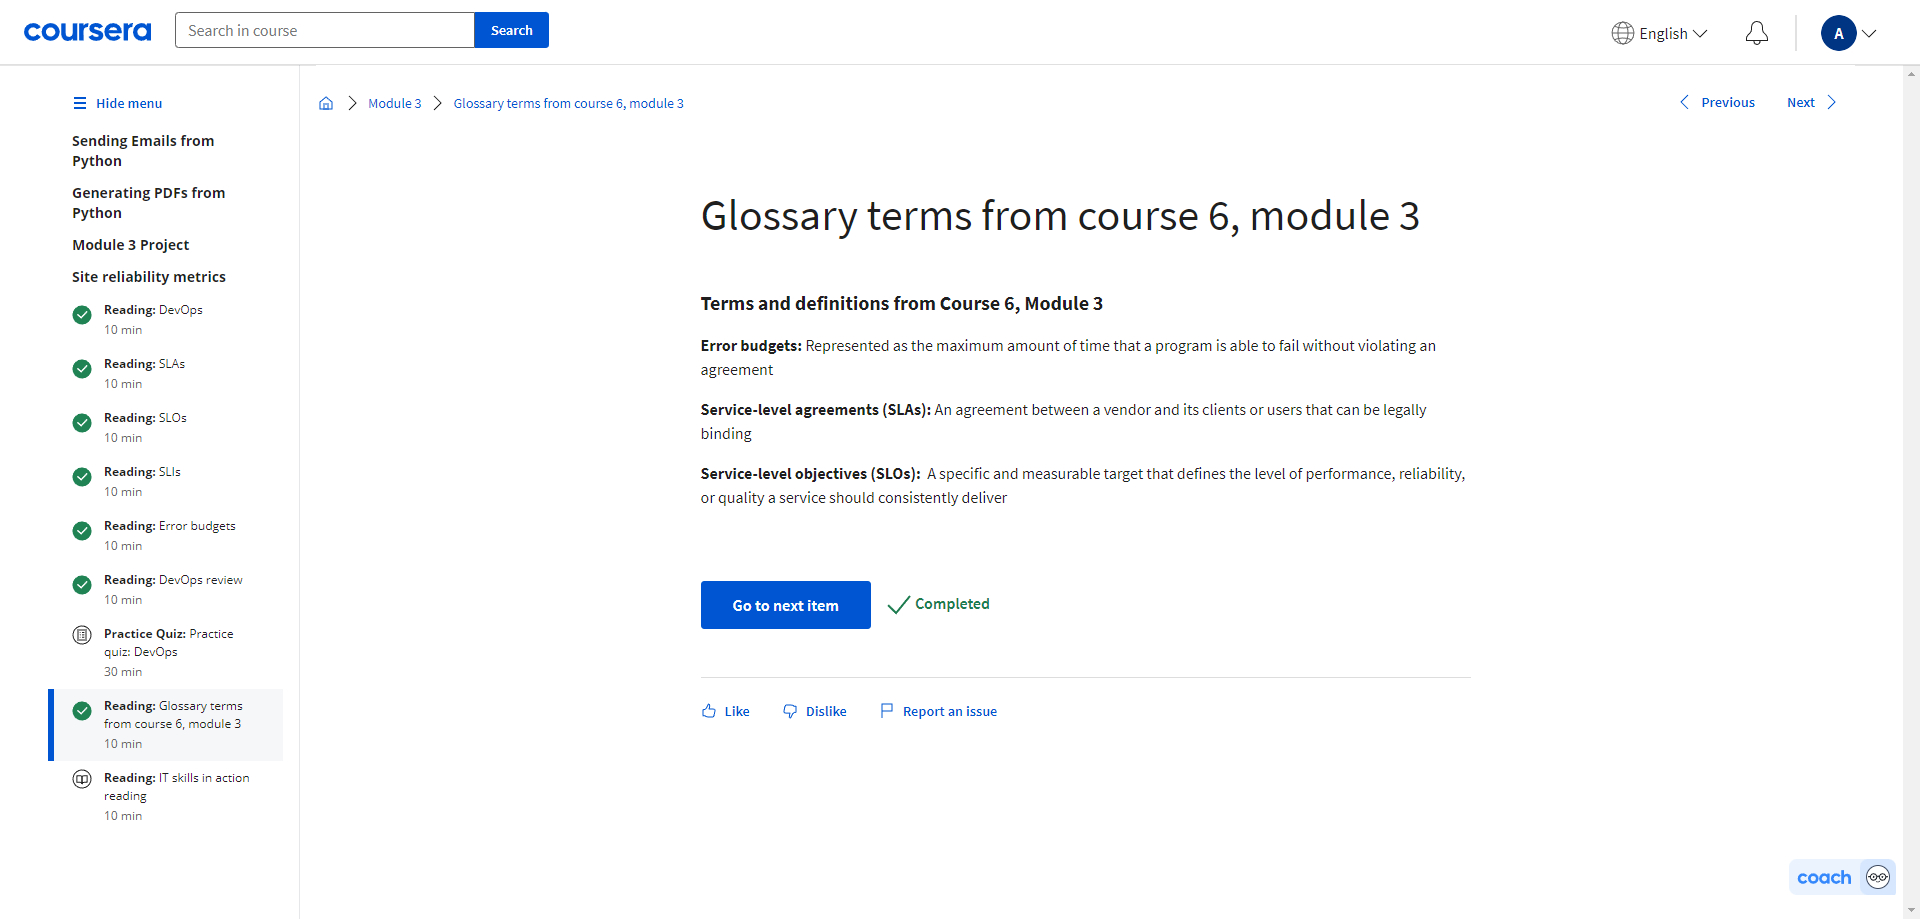 coursera
Search in course
Search
English
A
Hide menu
Sending Emails from
Python
Generating PDFs from
Python
Module 3 Project
Site reliability metrics
Reading: DevOps
10 min
Reading: SLAs
10 min
Reading: SLOs
10 min
Reading: SLIs
10 min
Reading: Error budgets
10 min
Reading: DevOps review
10 min
Practice Quiz: Practice
quiz: DevOps
30 min
Reading: Glossary terms
from course 6, module 3
10 min
Reading: IT skills in action
reading
10 min
Module 3
Glossary terms from course 6, module 3
Previous
Next
Glossary terms from course 6, module 3
Terms and definitions from Course 6, Module 3
Error budgets: Represented as the maximum amount of time that a program is able to fail without violating an
agreement
Service-level agreements (SLAs): An agreement between a vendor and its clients or users that can be legally
binding
Service-level objectives (SLOs): A specific and measurable target that defines the level of performance, reliability,
or quality a service should consistently deliver
Go to next item
Completed
Like
Dislike
Report an issue
coach